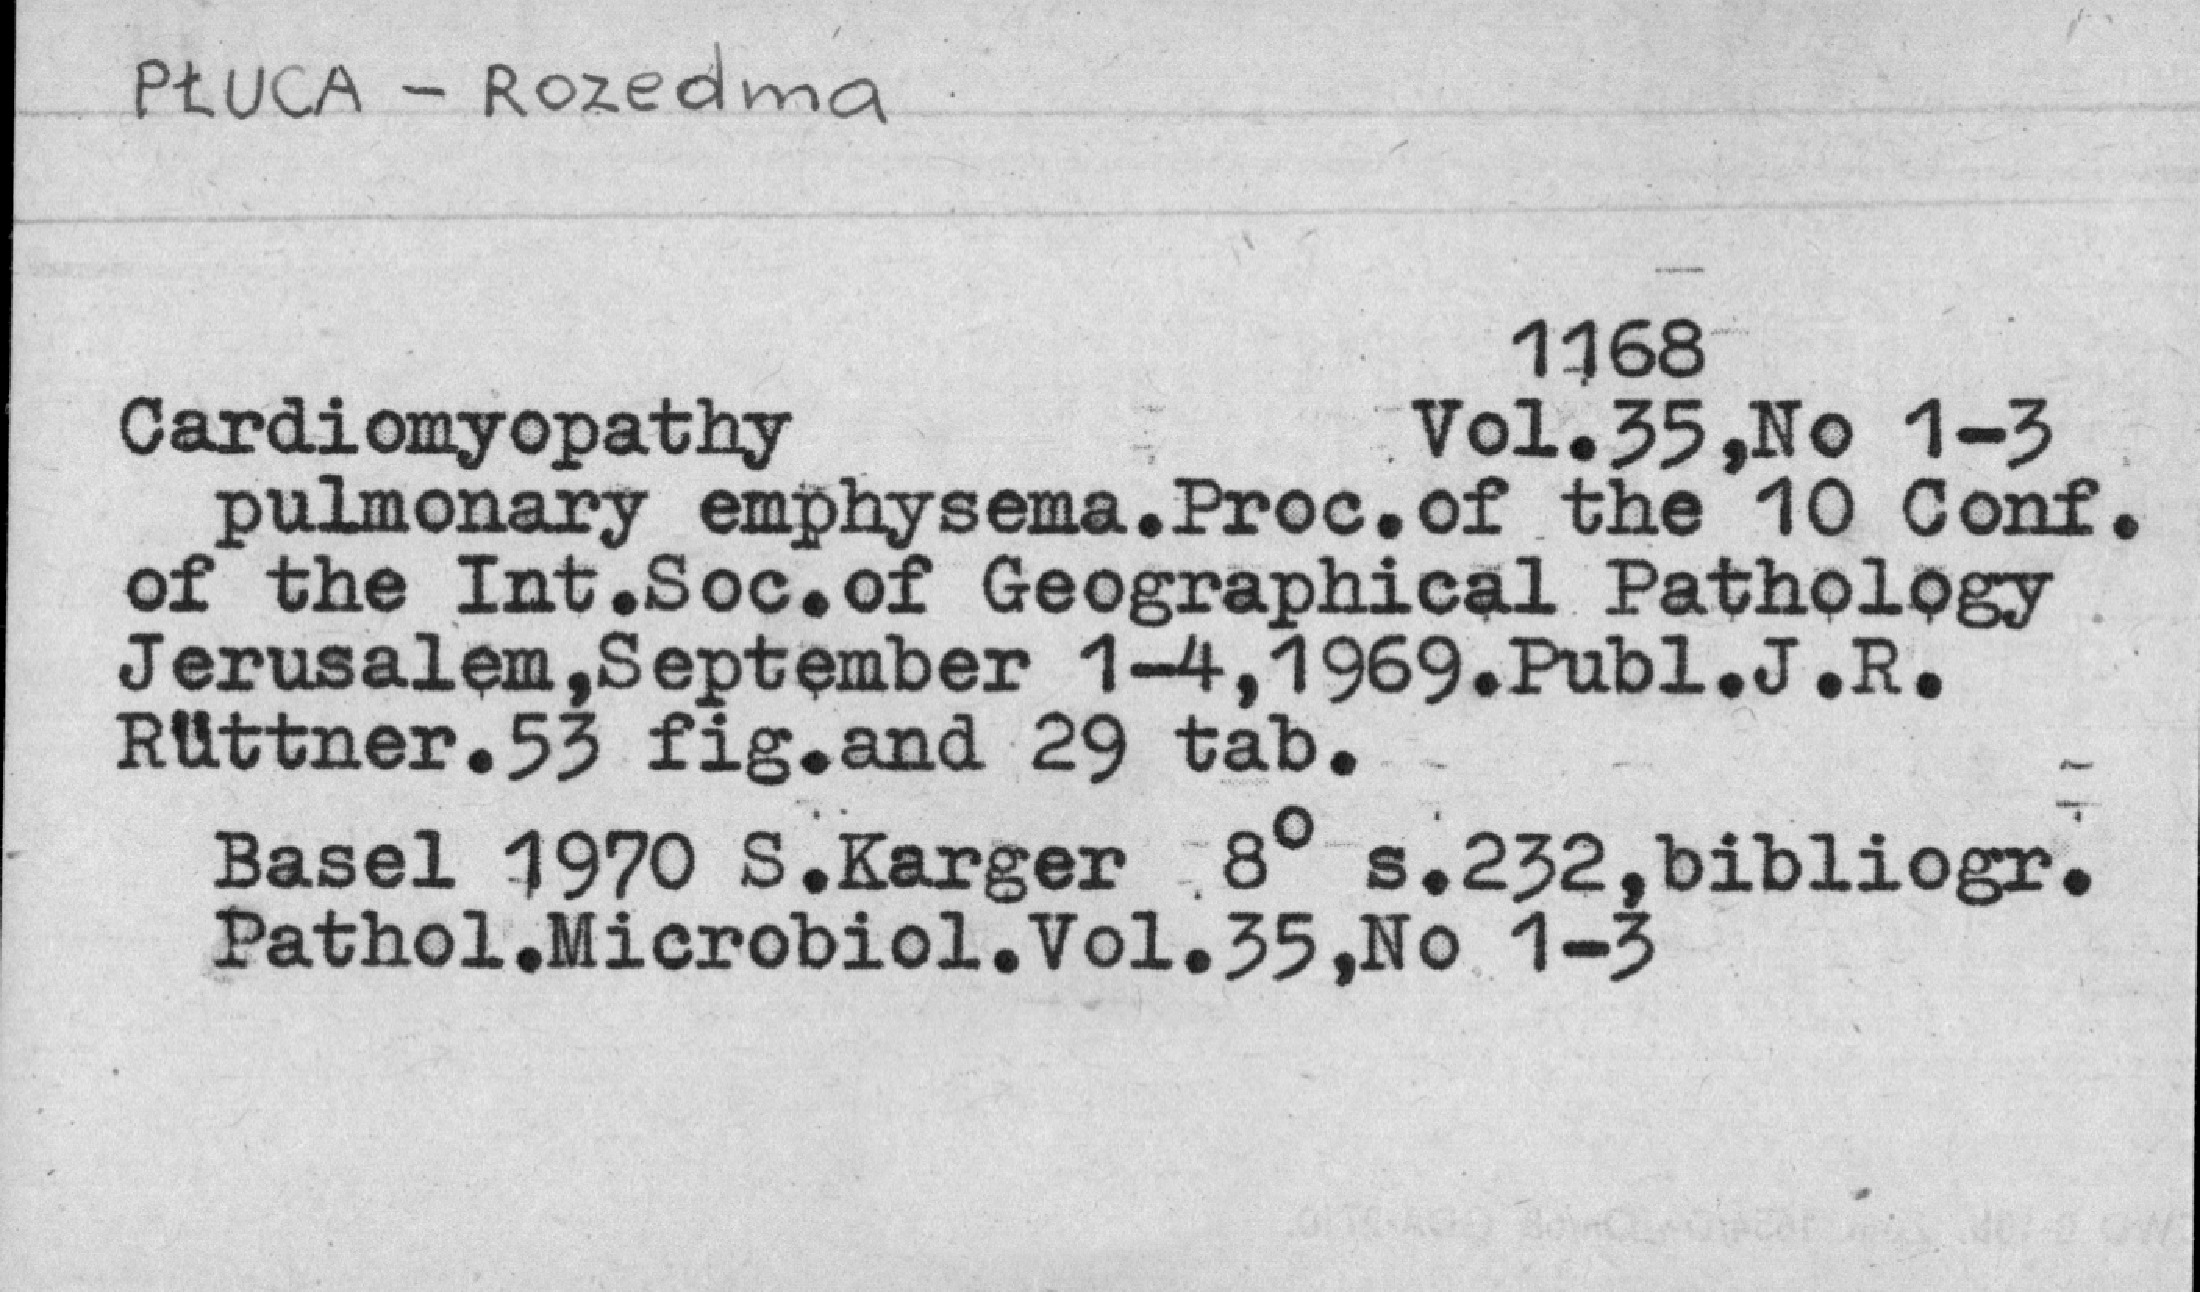 PŁUCA - Rozedma
1168
Cardiomyopathy Vol.35,No 1-3
pulmonary emphysema.Proc.of the 10 Conf.
of the Int.Soc.of Geographical Pathology
Jerusalem,September 1-4,1969.Publ.J.R.
Rüttner.53 fig.and 29 tab.
Basel 1970 S.Karger 8° s.232,bibliogr.
Pathol.Microbiol.Vol.35,No 1-3